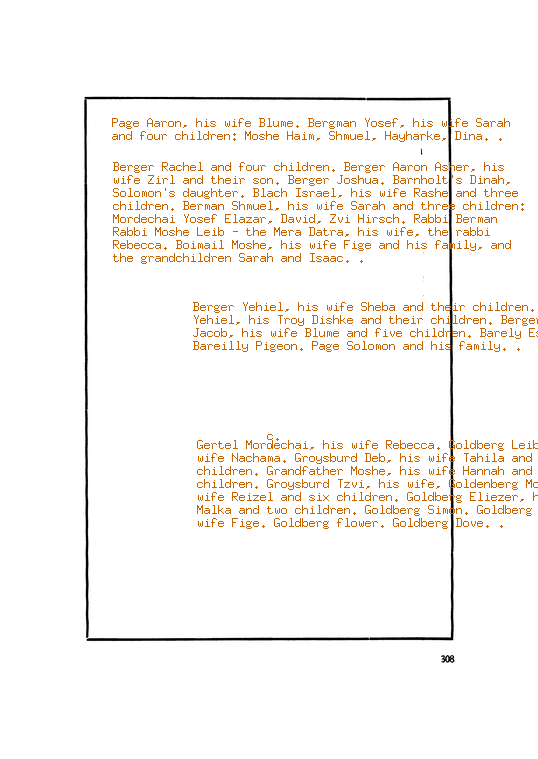 Page Aaron, his wife Blume. Bergman Yosef, his wife Sarah
and four children: Moshe Haim, Shmuel, Hayharke, Dina. .
Berger Rachel and four children. Berger Aaron Asher, his
wife Zirl and their son. Berger Joshua. Barnholt's Dinah,
Solomon's daughter. Blach Israel, his wife Rashe and three
children. Berman Shmuel, his wife Sarah and three children:
Mordechai Yosef Elazar, David, Zvi Hirsch. Rabbi Berman
Rabbi Moshe Leib - the Mera Datra, his wife, the rabbi
Rebecca. Boimail Moshe, his wife Fige and his family, and
the grandchildren Sarah and Isaac. .
Berger Yehiel, his wife Sheba and their children.
Yehiel, his Troy Dishke and their children. Berger
Jacob, his wife Blume and five children. Barely Es
Bareilly Pigeon. Page Solomon and his family. .
G.
Gertel Mordechai, his wife Rebecca. Goldberg Leib
wife Nachama. Groysburd Deb, his wife Tahila and
children. Grandfather Moshe, his wife Hannah and
children. Groysburd Tzvi, his wife, Goldenberg Mo
wife Reizel and six children. Goldberg Eliezer, h
Malka and two children. Goldberg Simon. Goldberg
wife Fige. Goldberg flower. Goldberg Dove. .
308